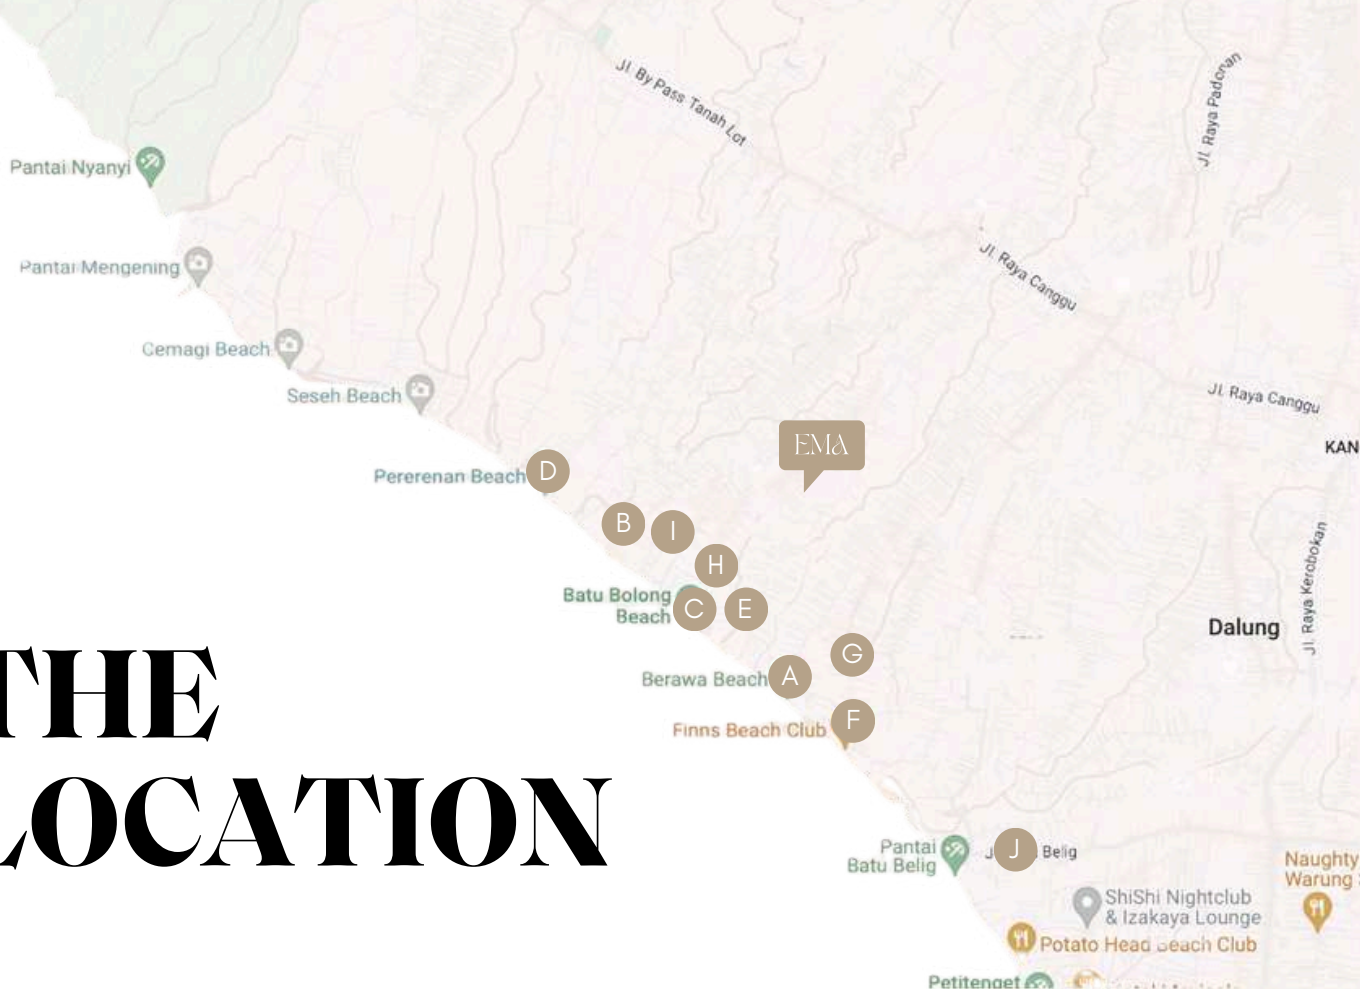 Jl. By Pass Tanah Lot
Jl. Raya Padonan
Pantai Nyanyi
Pantai Mengening
Jl. Raya Canggu
Cemagi Beach
Seseh Beach
Jl. Raya Canggu
EMA
KAN
Pererenan Beach
D
B
I
H
Jl. Raya Kerobokan
Batu Bolong
Beach
C
E
Dalung
G
Berawa Beach
A
F
Finns Beach Club
THE
LOCATION
Pantai
Batu Belig
J
Belig
Naughty
Warung
ShiShi Nightclub
& Izakaya Lounge
Potato Head Beach Club
Petitenget